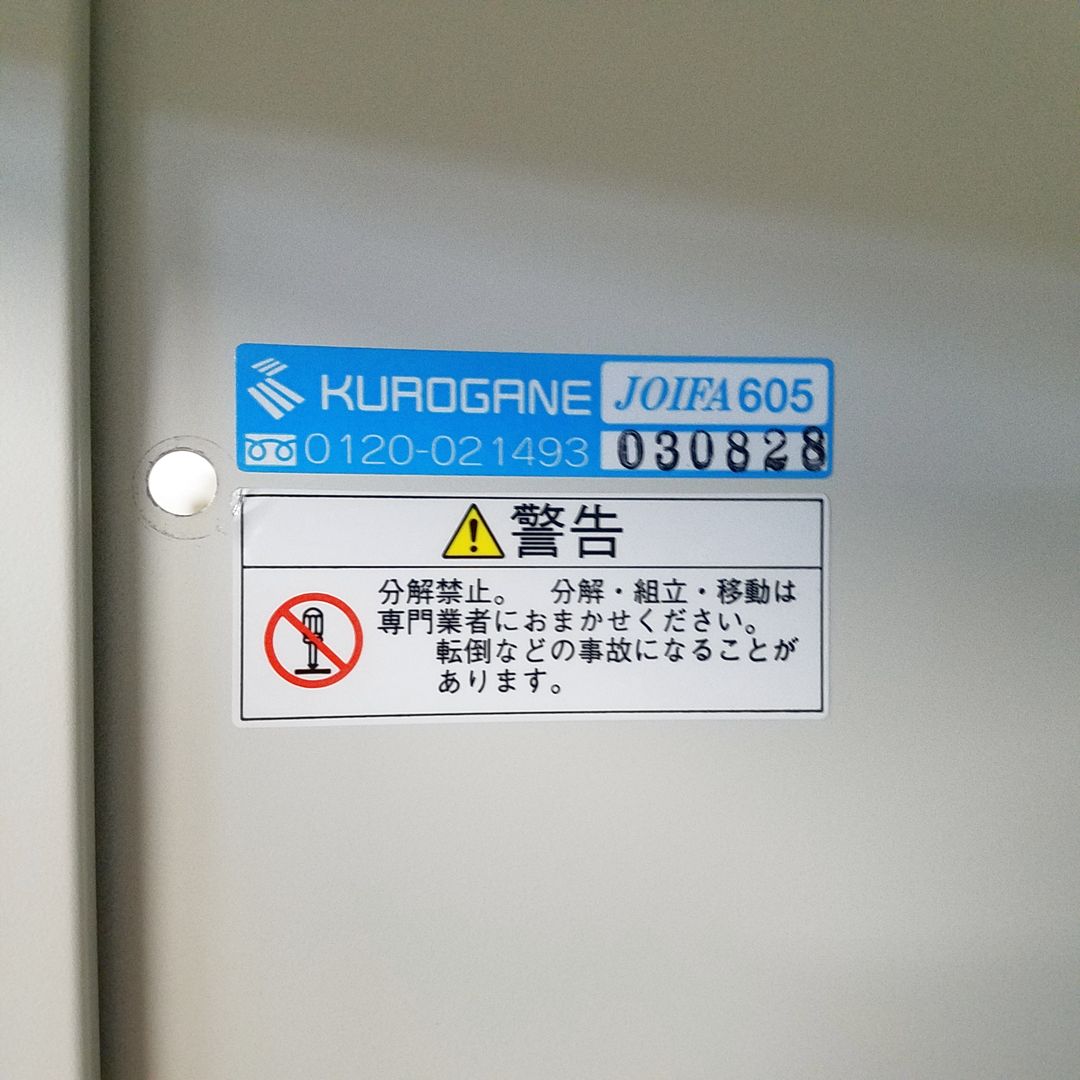 KUROGANE JOIFA605
0120-021493 030828
警告
分解禁止。 分解・組立・移動は
専門業者におまかせください。
転倒などの事故になることが
あります。